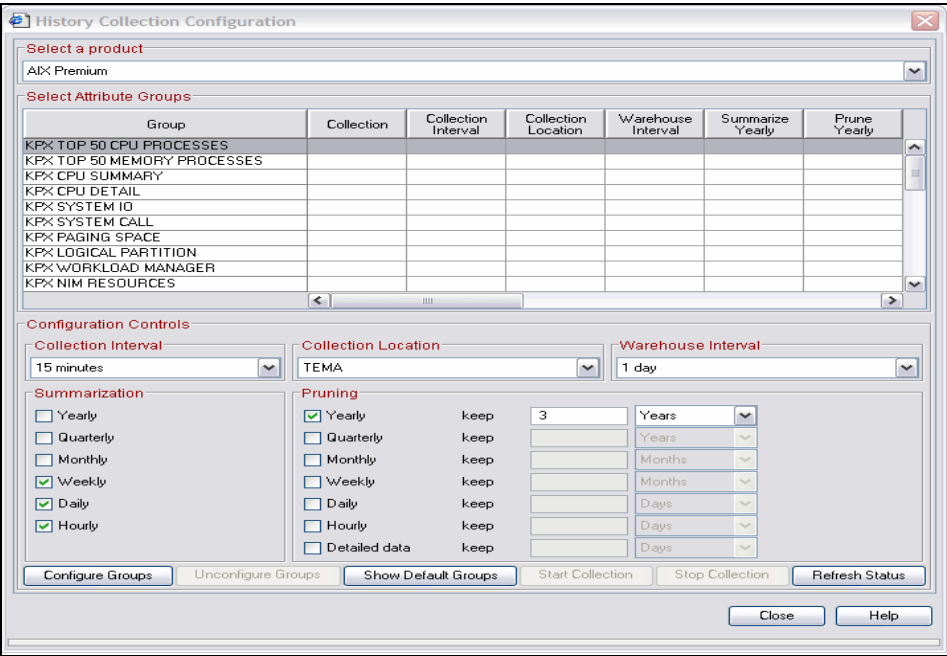 History Collection Configuration
Select a product
AIX Premium
Select Attribute Groups
Group Collection Collection Interval Collection Location Warehouse Interval Summarize Yearly Prune Yearly
KPX TOP 50 CPU PROCESSES
KPX TOP 50 MEMORY PROCESSES
KPX CPU SUMMARY
KPX CPU DETAIL
KPX SYSTEM IO
KPX SYSTEM CALL
KPX PAGING SPACE
KPX LOGICAL PARTITION
KPX WORKLOAD MANAGER
KPX NIM RESOURCES
Configuration Controls
Collection Interval Collection Location Warehouse Interval
15 minutes TEMA 1 day
Summarization Pruning
Yearly Yearly keep 3 Years
Quarterly Quarterly keep Years
Monthly Monthly keep Months
Weekly Weekly keep Months
Daily Daily keep Days
Hourly Hourly keep Days
Detailed data keep Days
Configure Groups Unconfigure Groups Show Default Groups Start Collection Stop Collection Refresh Status
Close Help